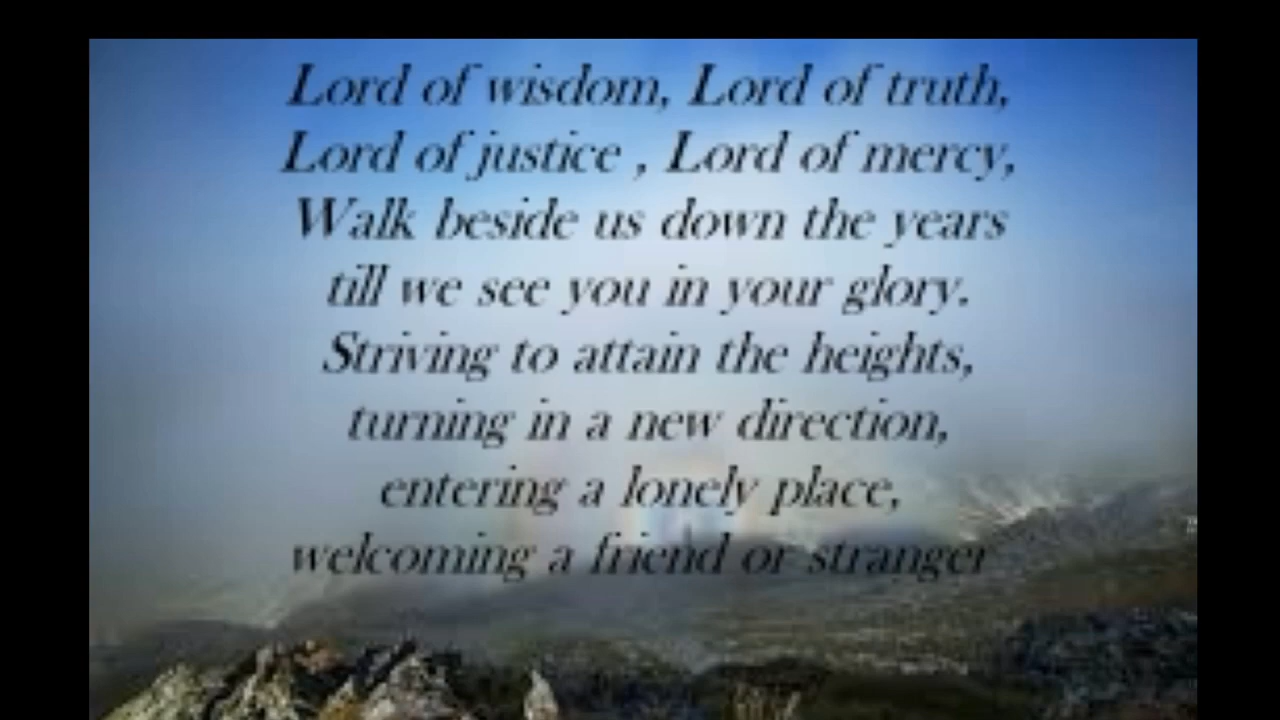 Lord of wisdom, Lord of truth,
Lord of justice , Lord of mercy,
Walk beside us down the years
till we see you in your glory.
Striving to attain the heights,
turning in a new direction,
entering a lonely place,
welcoming a friend or stranger